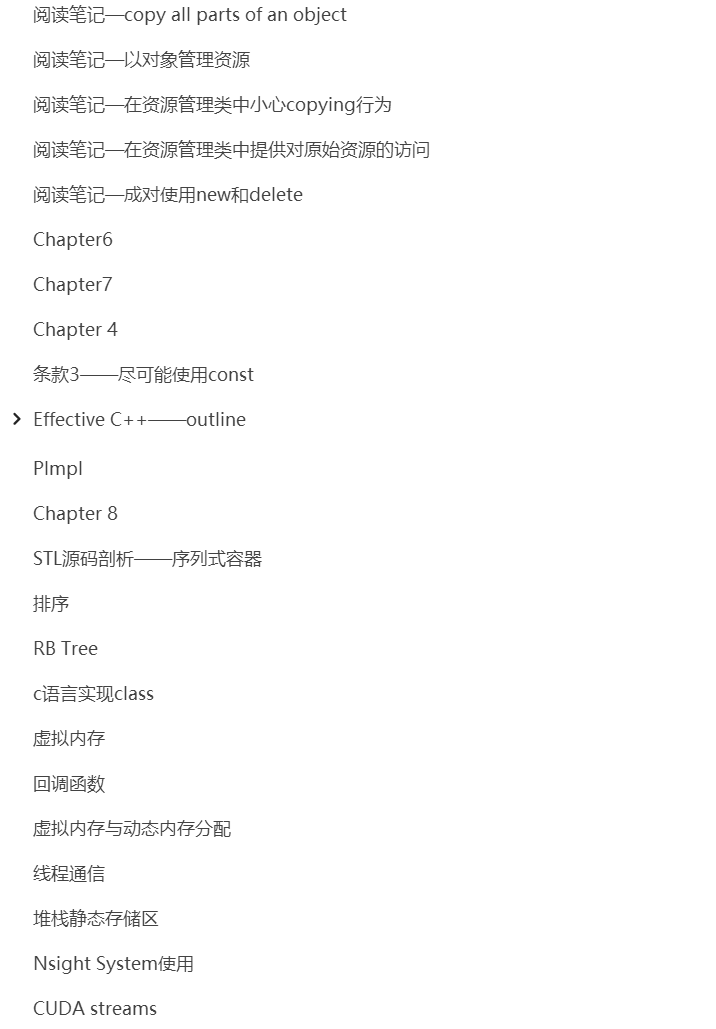 阅读笔记—copy all parts of an object
阅读笔记—以对象管理资源
阅读笔记—在资源管理类中小心copying行为
阅读笔记—在资源管理类中提供对原始资源的访问
阅读笔记—成对使用new和delete
Chapter6
Chapter7
Chapter 4
条款3——尽可能使用const
Effective C++——outline
PImpl
Chapter 8
STL源码剖析——序列式容器
排序
RB Tree
c语言实现class
虚拟内存
回调函数
虚拟内存与动态内存分配
线程通信
堆栈静态存储区
Nsight System使用
CUDA streams